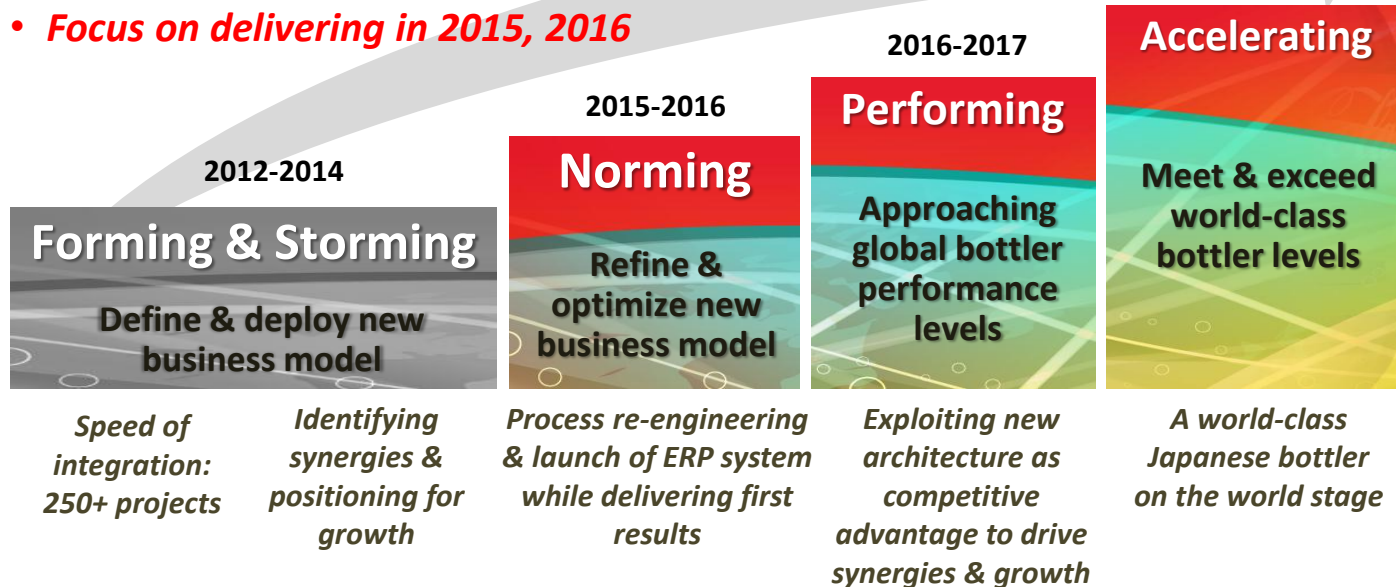 • Focus on delivering in 2015, 2016
2012-2014
Forming & Storming
Define & deploy new
business model
Speed of
integration:
250+ projects
Identifying
synergies &
positioning for
growth
2015-2016
Norming
Refine &
optimize new
business model
Process re-engineering
& launch of ERP system
while delivering first
results
2016-2017
Performing
Approaching
global bottler
performance
levels
Exploiting new
architecture as
competitive
advantage to drive
synergies & growth
Accelerating
Meet & exceed
world-class
bottler levels
A world-class
Japanese bottler
on the world stage